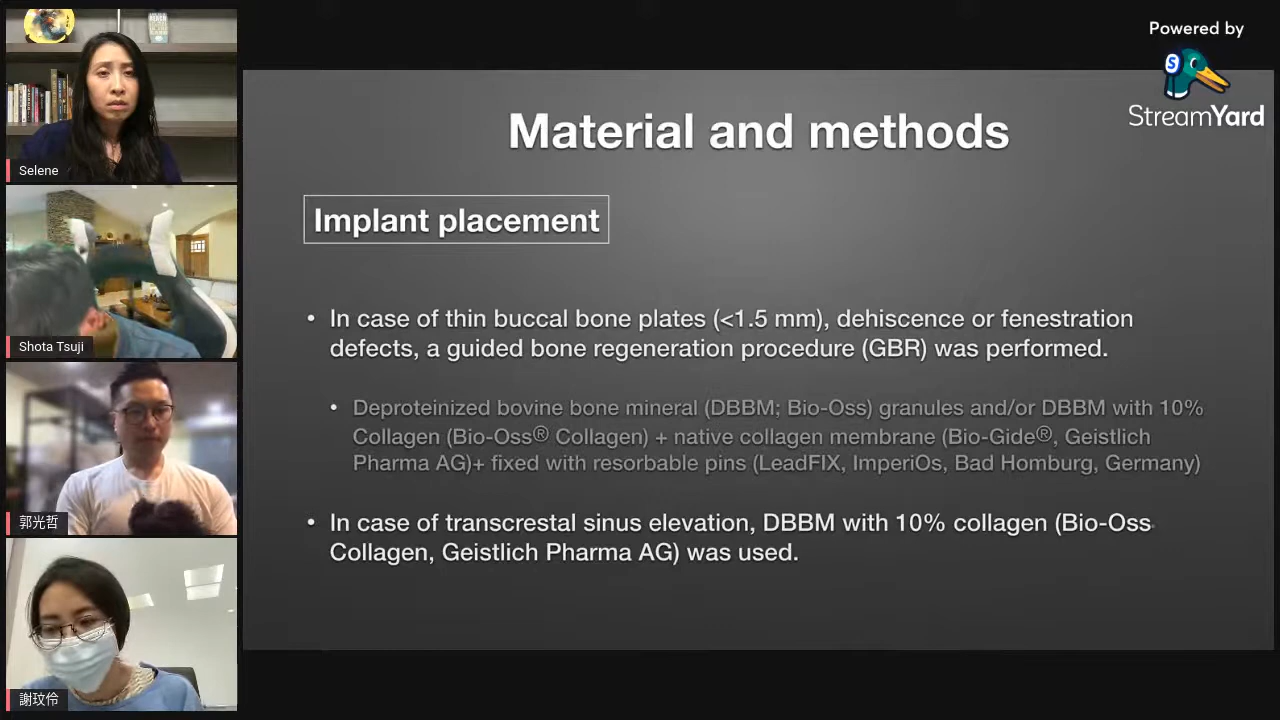 Powered by
StreamYard
Material and methods
Implant placement
• In case of thin buccal bone plates (<1.5 mm), dehiscence or fenestration
defects, a guided bone regeneration procedure (GBR) was performed.
• Deproteinized bovine bone mineral (DBBM; Bio-Oss) granules and/or DBBM with 10%
Collagen (Bio-Oss® Collagen) + native collagen membrane (Bio-Gide®, Geistlich
Pharma AG)+ fixed with resorbable pins (LeadFIX, ImperiOs, Bad Homburg, Germany)
• In case of transcrestal sinus elevation, DBBM with 10% collagen (Bio-Oss
Collagen, Geistlich Pharma AG) was used.
Selene
Shota Tsuji
郭光哲
謝玟伶